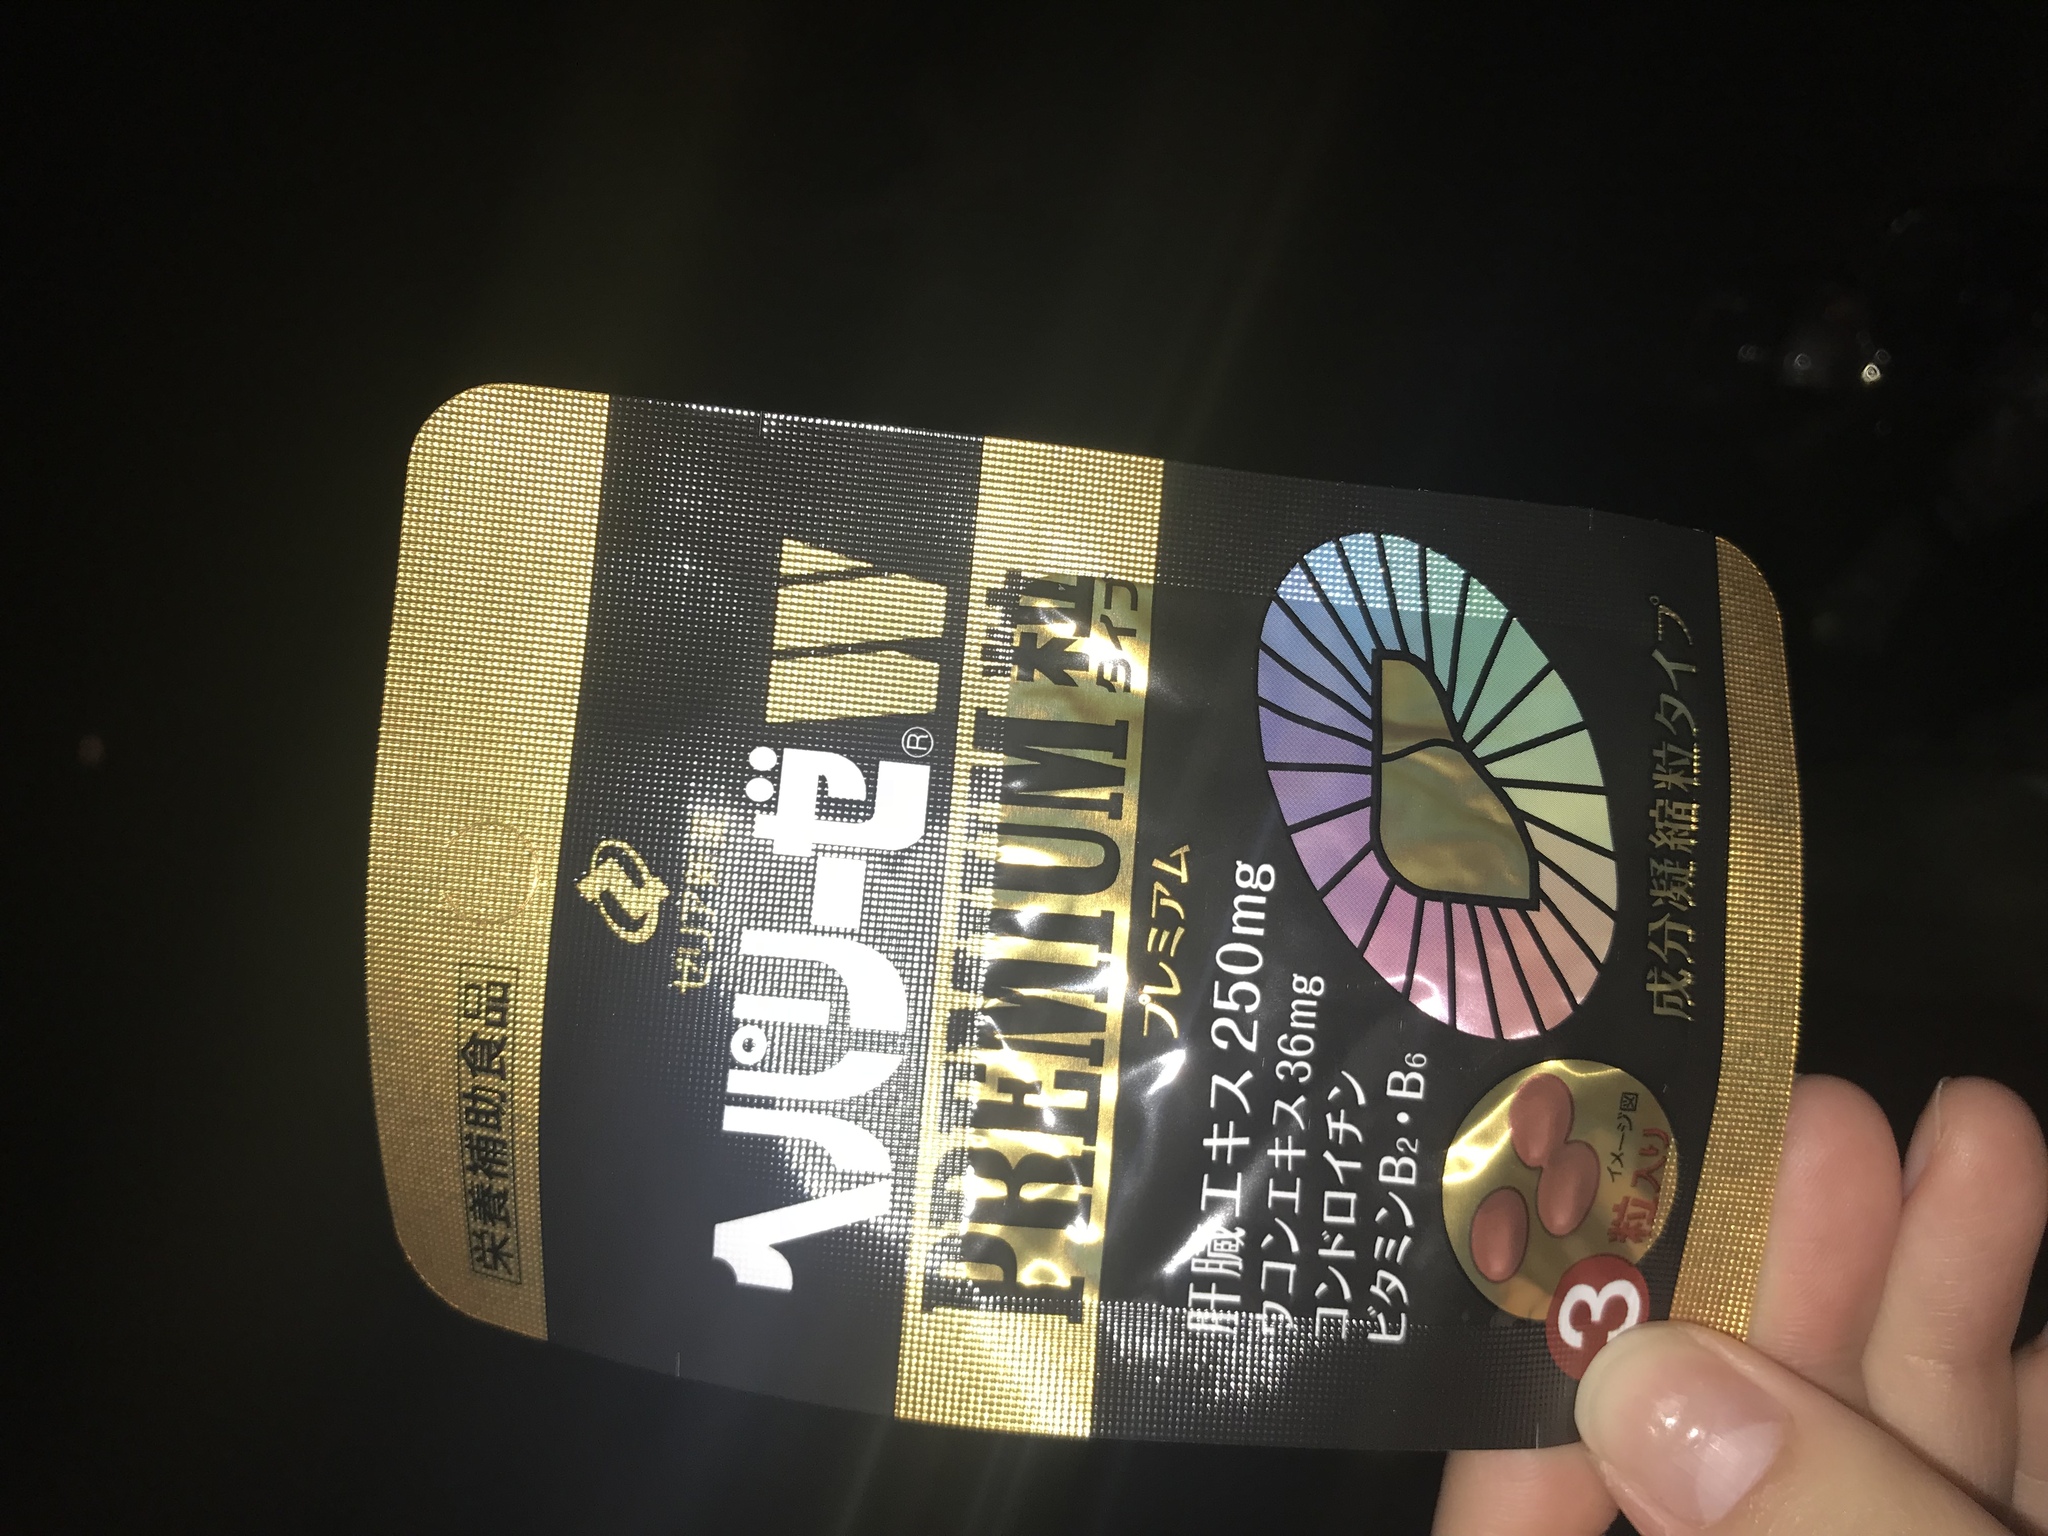 栄養補助食品
ゼリア新薬
ヘパリーゼ®W
PREMIUM 粒タイプ
プレミアム
肝臓エキス250mg
ウコンエキス36mg
コンドロイチン
ビタミンB2・B6
3
粒入り
イメージ図
成分凝縮粒タイプ